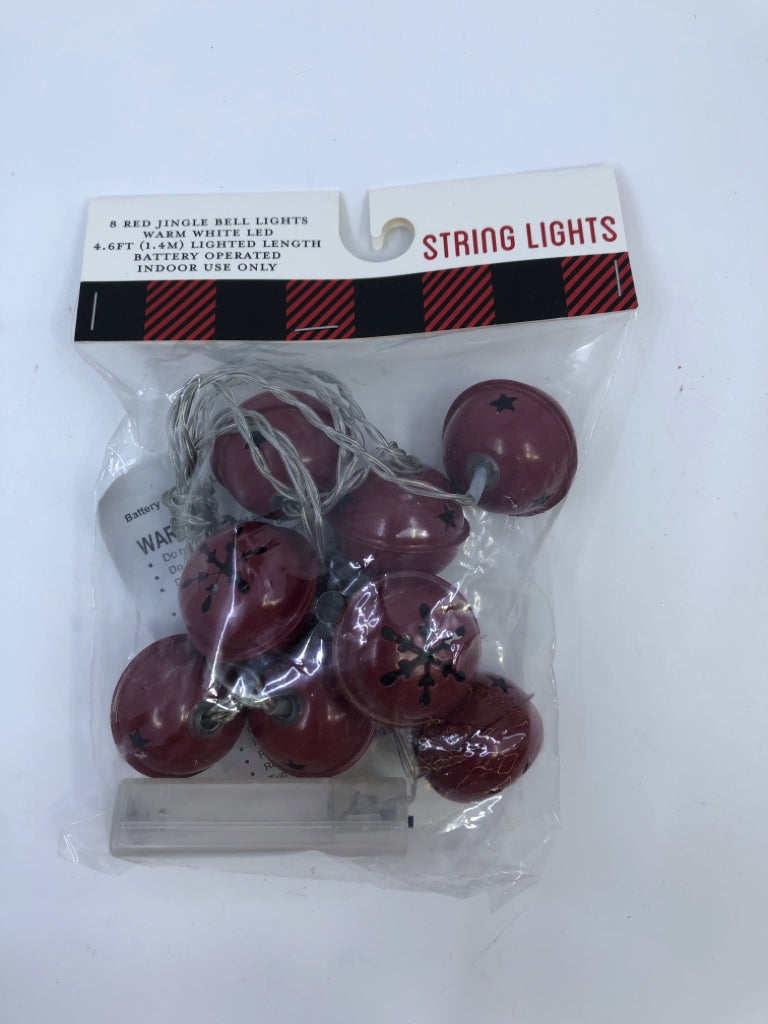 8 RED JINGLE BELL LIGHTS
WARM WHITE LED
4.6FT (1.4M) LIGHTED LENGTH
BATTERY OPERATED
INDOOR USE ONLY
STRING LIGHTS
Battery